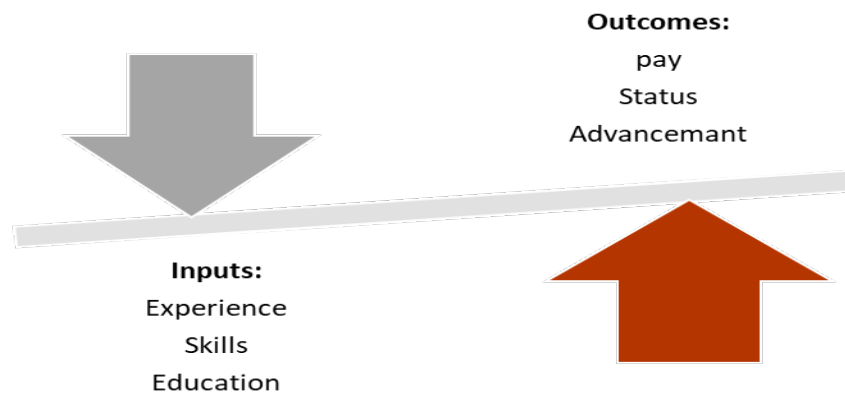 Outcomes:
pay
Status
Advancemant
Inputs:
Experience
Skills
Education